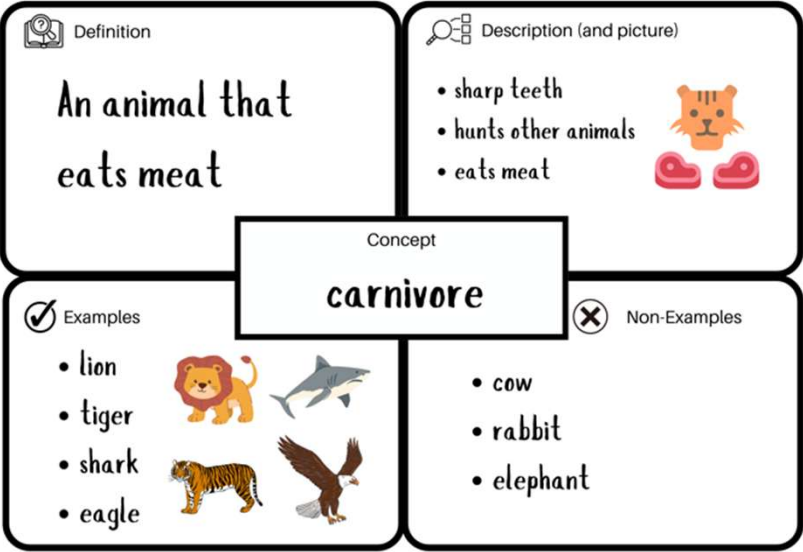 Definition
An animal that
eats meat
Description (and picture)
• sharp teeth
• hunts other animals
• eats meat
Concept
carnivore
Examples
• lion
• tiger
• shark
• eagle
Non-Examples
• cow
• rabbit
• elephant